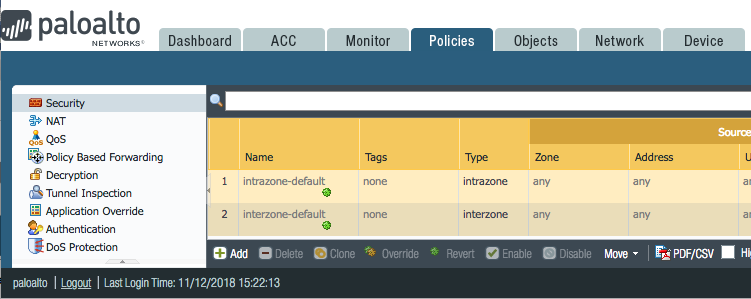 paloalto
NETWORKS®
Dashboard ACC Monitor Policies Objects Network Device
Security
NAT
QoS
Policy Based Forwarding
Decryption
Tunnel Inspection
Application Override
Authentication
DoS Protection
Source
Name Tags Type Zone Address U
1 intrazone-default none intrazone any any any
2 interzone-default none interzone any any any
Add Delete Clone Override Revert Enable Disable Move PDF/CSV Hi
paloalto | Logout | Last Login Time: 11/12/2018 15:22:13